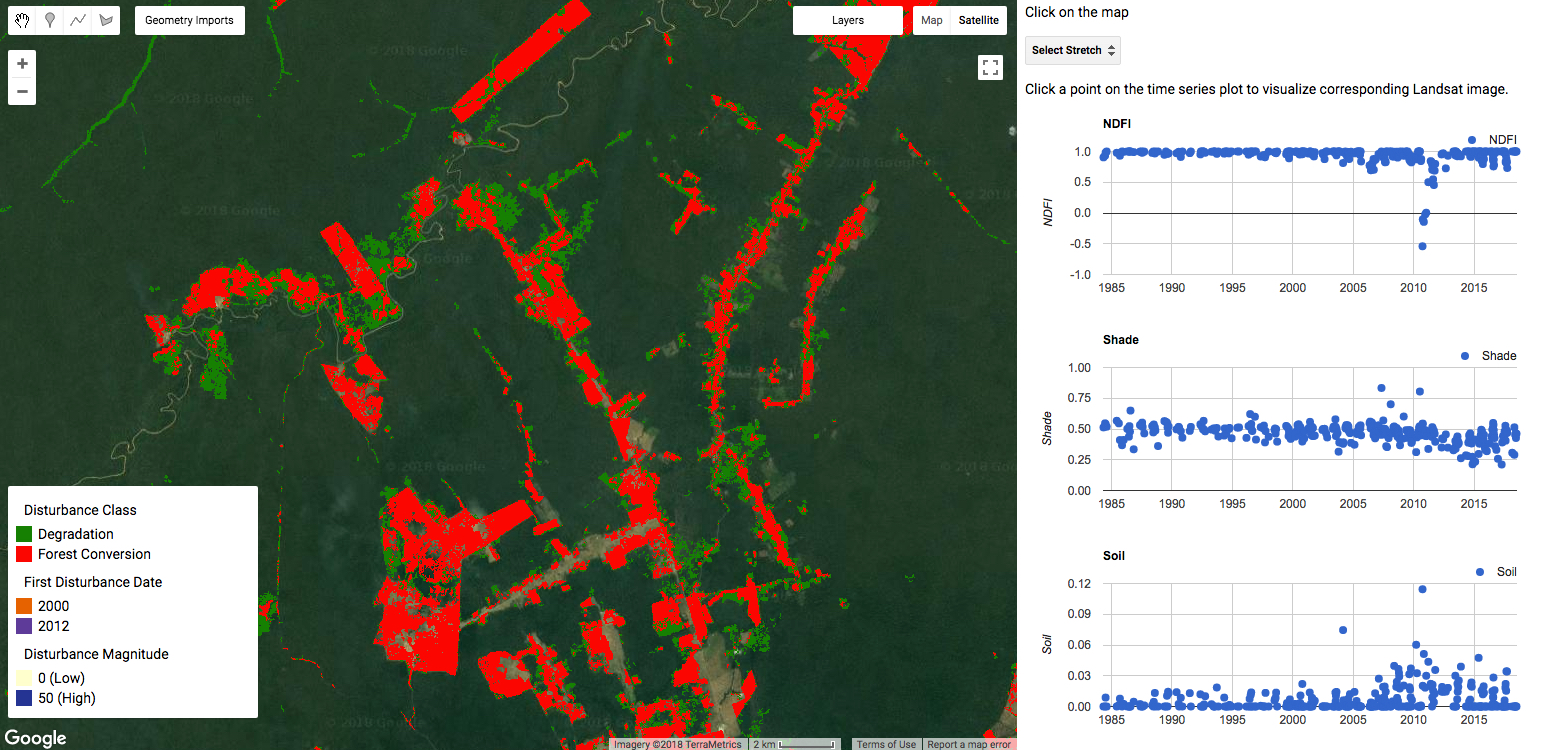 Geometry Imports
Layers
Map
Satellite
© 2018 Google
2018 Google
2018 Google
© 2018
© 2018 Google
Google
© 2018 Google
© 2018 Goo
© 2018 Google
2018
Disturbance Class
Degradation
Forest Conversion
First Disturbance Date
2000
2012
Disturbance Magnitude
0 (Low)
50 (High)
Google
Imagery ©2018 TerraMetrics
2 km
Terms of Use
Report a map error
Click on the map
Select Stretch
Click a point on the time series plot to visualize corresponding Landsat image.
NDFI
NDFI
1.0
0.5
0.0
-0.5
-1.0
NDFI
1985 1990 1995 2000 2005 2010 2015
Shade
Shade
1.00
0.75
0.50
0.25
0.00
Shade
1985 1990 1995 2000 2005 2010 2015
Soil
Soil
0.12
0.09
0.06
0.03
0.00
Soil
1985 1990 1995 2000 2005 2010 2015